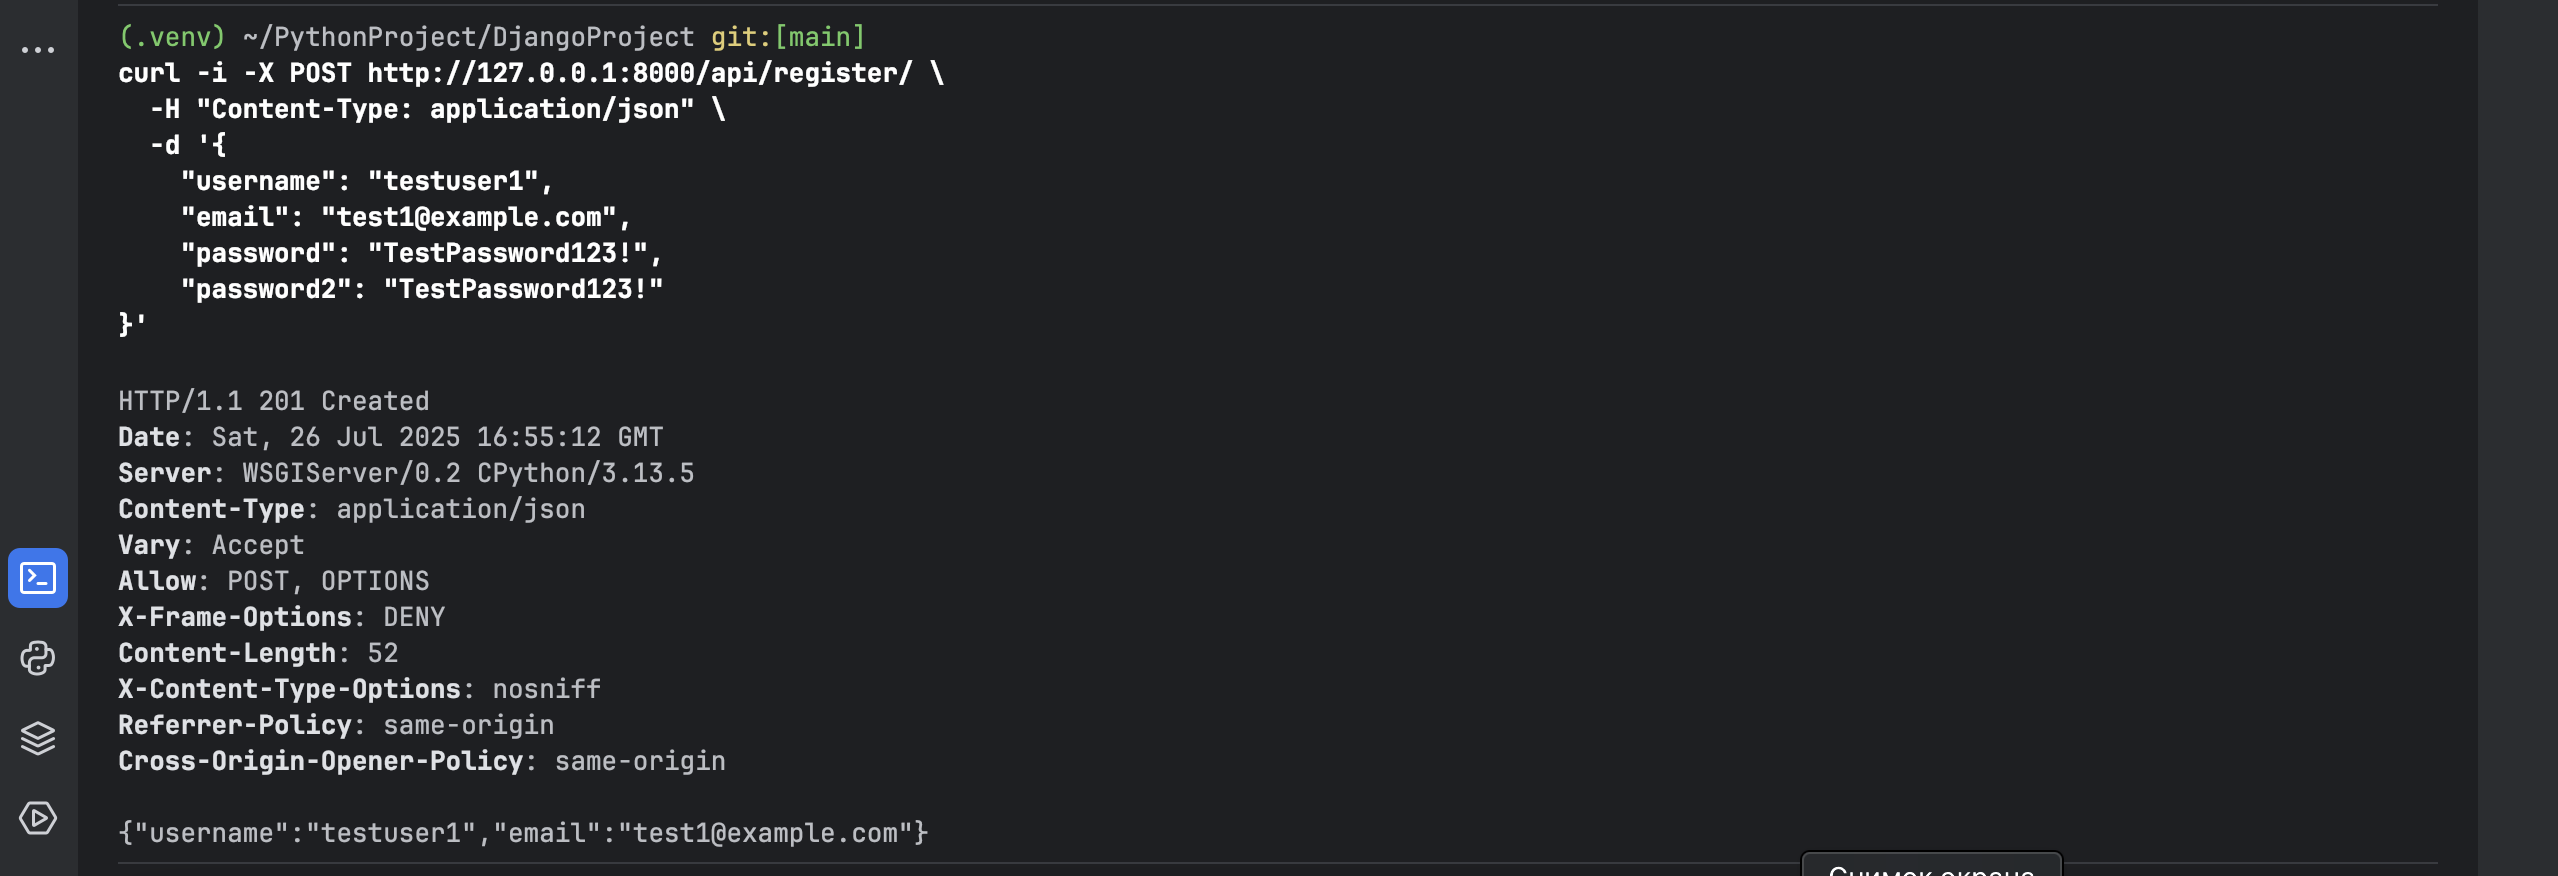 (.venv) ~/PythonProject/DjangoProject git:[main]
curl -i -X POST http://127.0.0.1:8000/api/register/ \
  -H "Content-Type: application/json" \
  -d '{
    "username": "testuser1",
    "email": "test1@example.com",
    "password": "TestPassword123!",
    "password2": "TestPassword123!"
}'

HTTP/1.1 201 Created
Date: Sat, 26 Jul 2025 16:55:12 GMT
Server: WSGIServer/0.2 CPython/3.13.5
Content-Type: application/json
Vary: Accept
Allow: POST, OPTIONS
X-Frame-Options: DENY
Content-Length: 52
X-Content-Type-Options: nosniff
Referrer-Policy: same-origin
Cross-Origin-Opener-Policy: same-origin

{"username":"testuser1","email":"test1@example.com"}
Снимок экрана